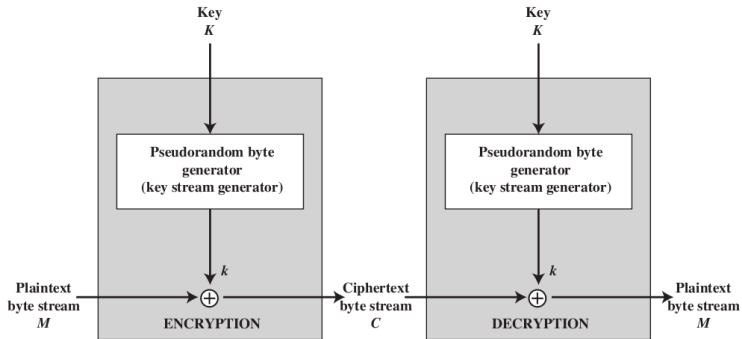 Key
K
Key
K
Pseudorandom byte
generator
(key stream generator)
Pseudorandom byte
generator
(key stream generator)
k
k
Plaintext
byte stream
M
Ciphertext
byte stream
C
Plaintext
byte stream
M
ENCRYPTION
DECRYPTION